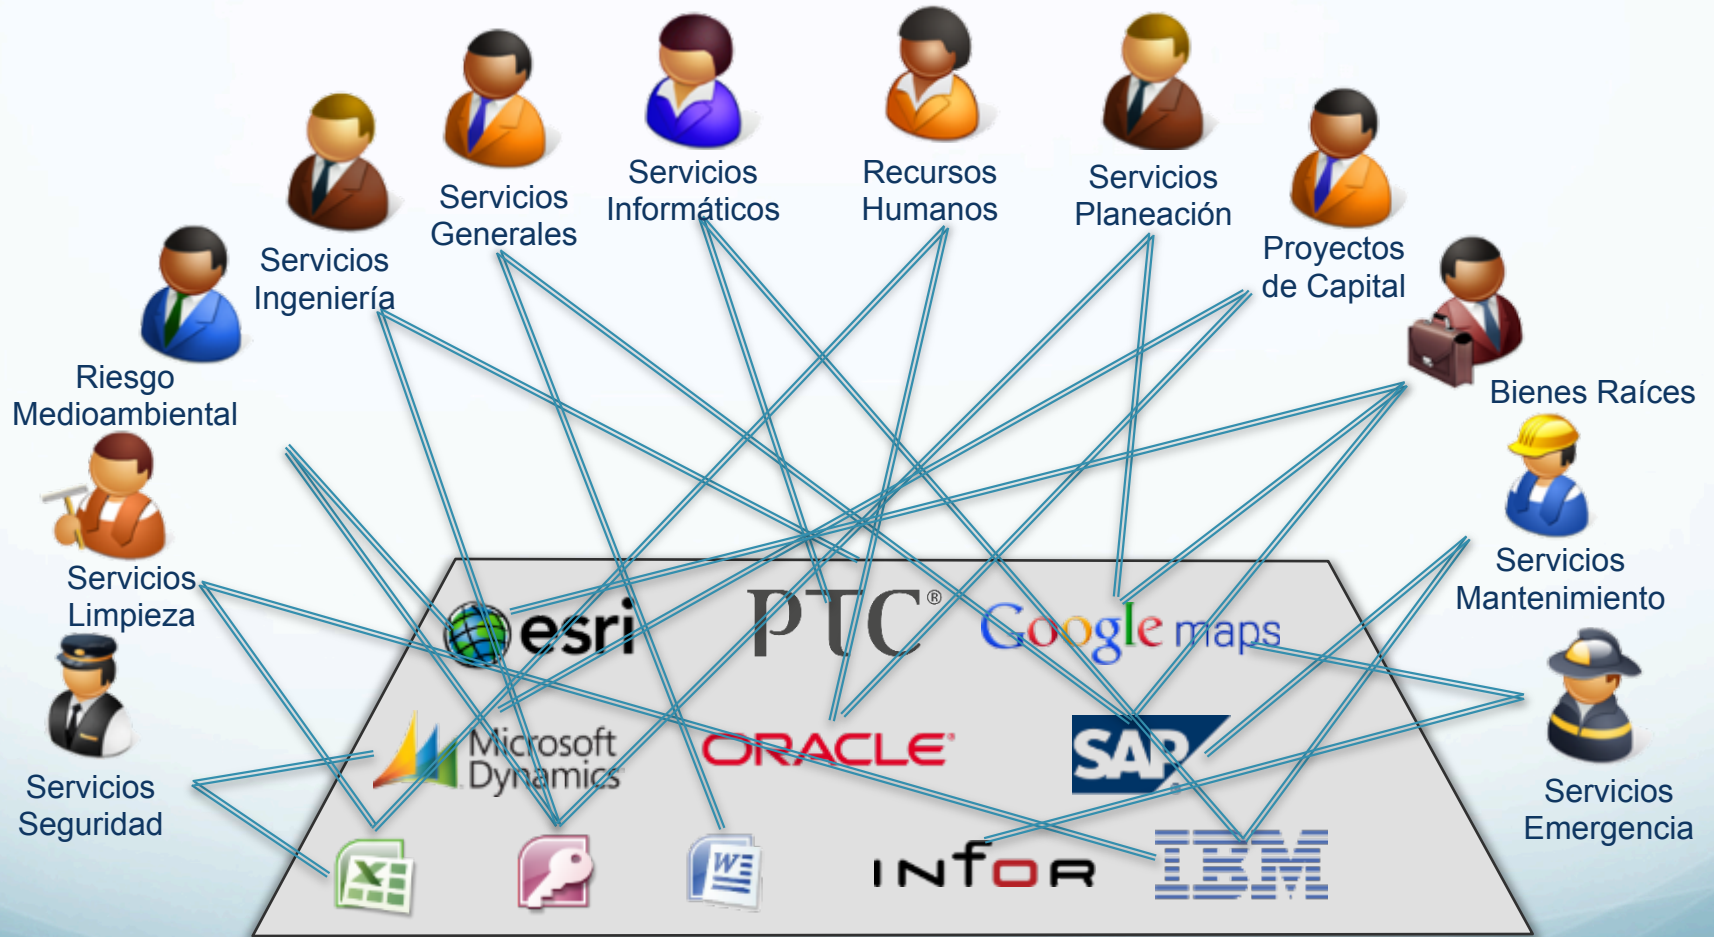 Servicios
Informáticos
Recursos
Humanos
Servicios
Planeación
Servicios
Generales
Proyectos
de Capital
Servicios
Ingeniería
Riesgo
Medioambiental
Bienes Raíces
Servicios
Limpieza
Servicios
Mantenimiento
Servicios
Seguridad
Servicios
Emergencia
esri
PTC®
Google maps
Microsoft
Dynamics
ORACLE®
SAP®
X
W
INfOR
IBM